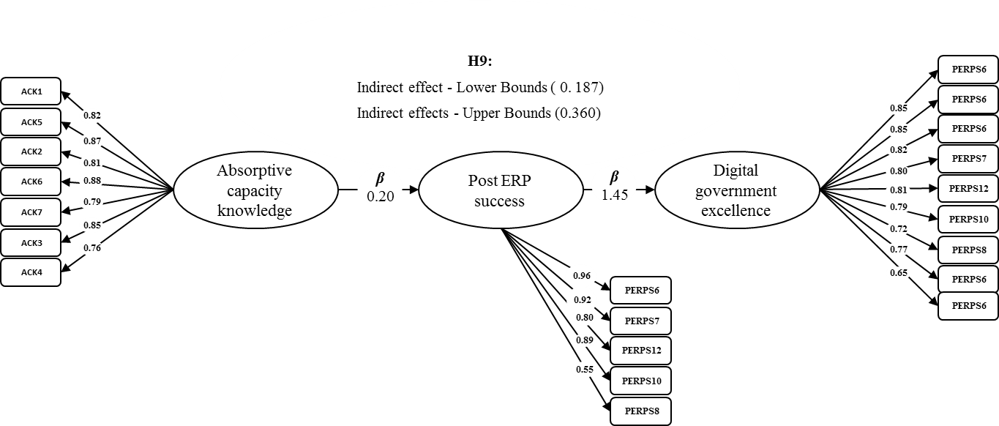 H9:
Indirect effect - Lower Bounds ( 0. 187)
Indirect effects - Upper Bounds (0.360)
ACK1
ACK5
ACK2
ACK6
ACK7
ACK3
ACK4
0.82
0.87
0.81
0.88
0.79
0.85
0.76
Absorptive
capacity
knowledge
β
0.20
Post ERP
success
β
1.45
Digital
government
excellence
0.85
0.85
0.82
0.80
0.81
0.79
0.72
0.77
0.65
PERPS6
PERPS6
PERPS6
PERPS7
PERPS12
PERPS10
PERPS8
PERPS6
PERPS6
0.96
0.92
0.80
0.89
0.55
PERPS6
PERPS7
PERPS12
PERPS10
PERPS8